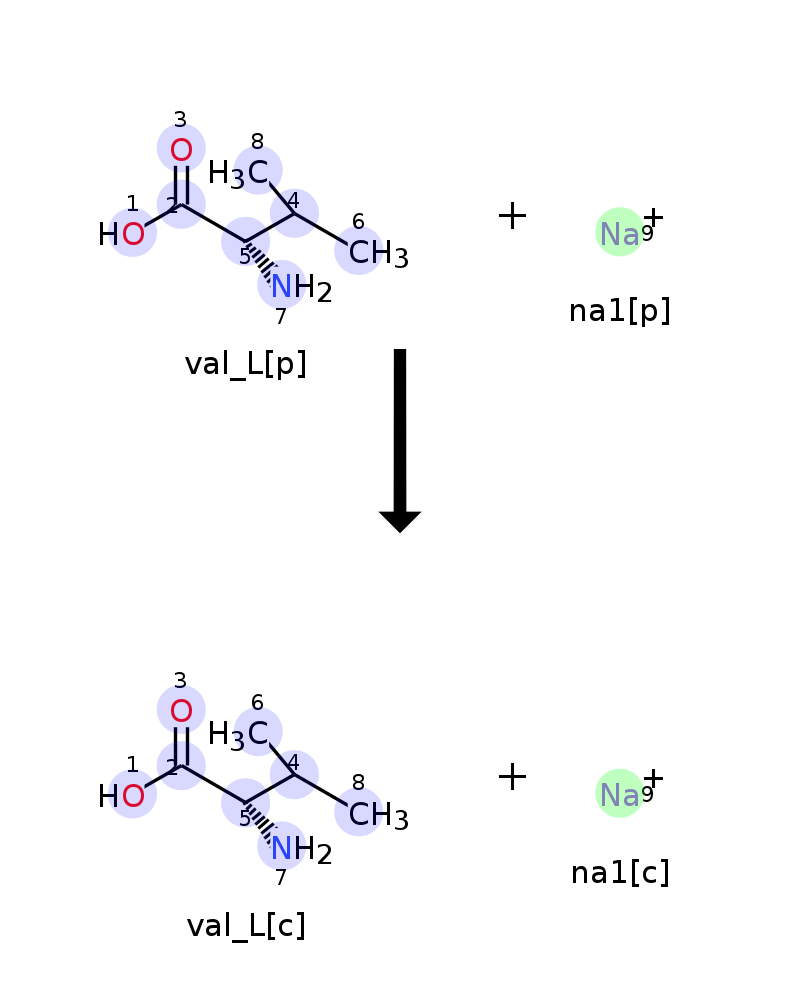 3
O
8
H₃C
1
2
4
6
HO
5
CH₃
NH₂
7
+
Na⁺
9
na1[p]
val_L[p]
3
O
6
H₃C
1
2
4
8
HO
5
CH₃
NH₂
7
+
Na⁺
9
na1[c]
val_L[c]